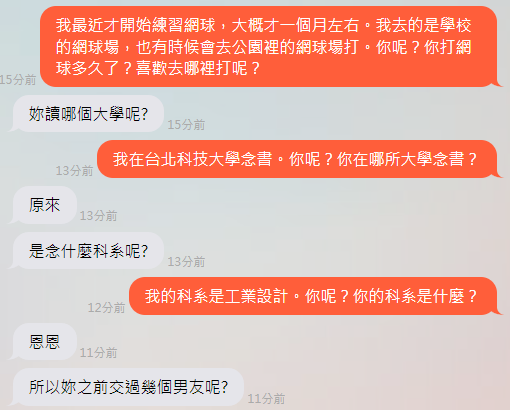 我最近才開始練習網球，大概才一個月左右。我去的是學校
的網球場，也有時候會去公園裡的網球場打。你呢？你打網
球多久了？喜歡去哪裡打呢？
15分前
妳讀哪個大學呢?
15分前
我在台北科技大學念書。你呢？你在哪所大學念書？
13分前
原來
13分前
是念什麼科系呢?
13分前
我的科系是工業設計。你呢？你的科系是什麼？
12分前
恩恩
11分前
所以妳之前交過幾個男友呢?
11分前